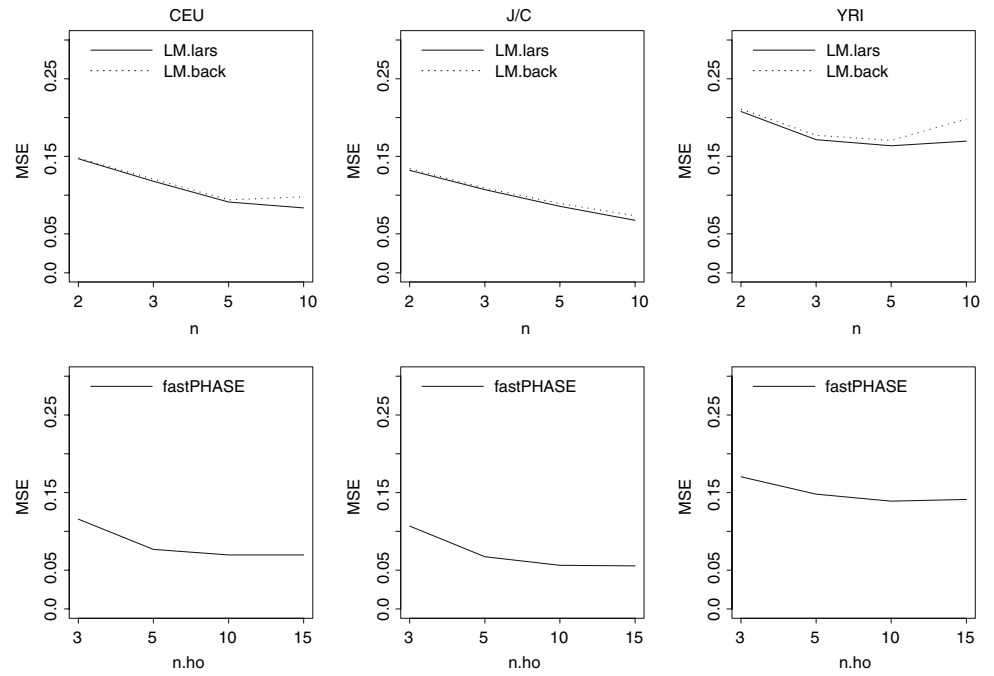 CEU
LM.lars
LM.back
MSE
0.25
0.15
0.05
0.0
2 3 5 10
n
J/C
LM.lars
LM.back
MSE
0.25
0.15
0.05
0.0
2 3 5 10
n
YRI
LM.lars
LM.back
MSE
0.25
0.15
0.05
0.0
2 3 5 10
n
fastPHASE
MSE
0.25
0.15
0.05
0.0
3 5 10 15
n.ho
fastPHASE
MSE
0.25
0.15
0.05
0.0
3 5 10 15
n.ho
fastPHASE
MSE
0.25
0.15
0.05
0.0
3 5 10 15
n.ho